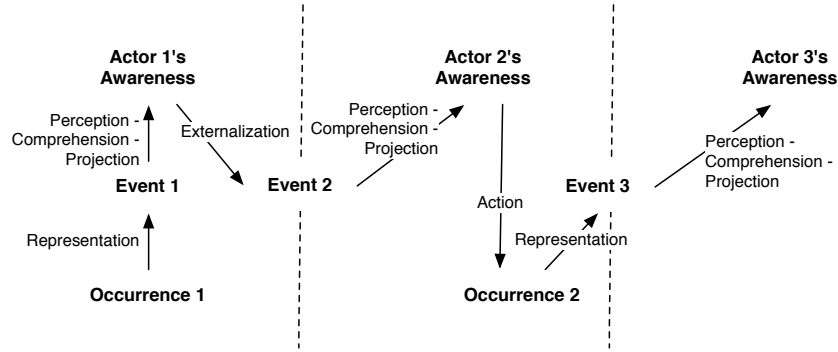 Actor 1's
Awareness
Actor 2's
Awareness
Actor 3's
Awareness
Perception -
Comprehension -
Projection
Externalization
Perception -
Comprehension -
Projection
Perception -
Comprehension -
Projection
Event 1
Event 2
Event 3
Action
Representation
Representation
Occurrence 1
Occurrence 2